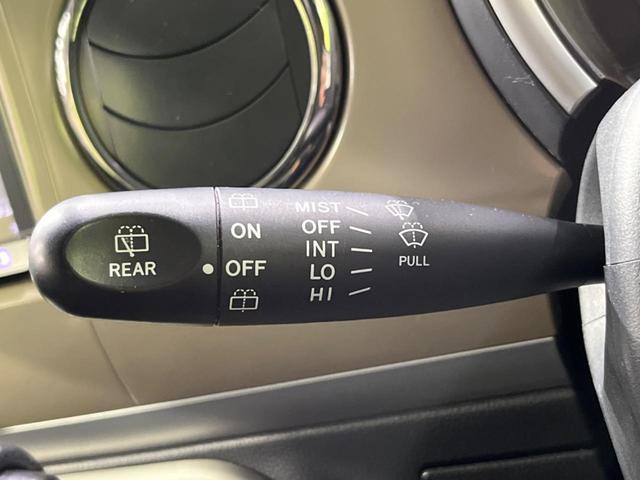 REAR
ON
OFF
MIST
OFF
INT
LO
HI
PULL